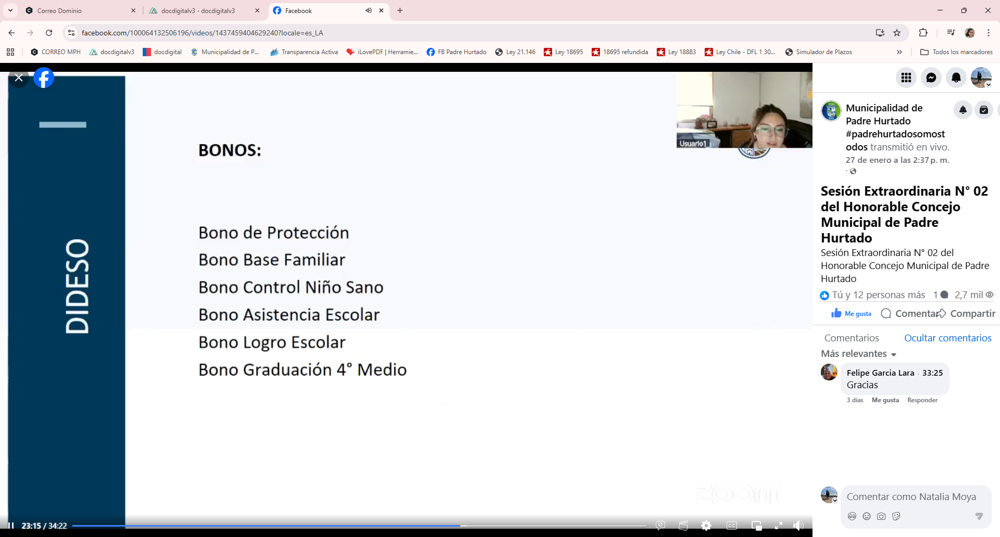 Correo Dominio
docdigitalv3 - docdigitalv3
Facebook
facebook.com/100064132506196/videos/1437459404629240?locale=es_LA
CORREO MPH
docdigitalv3
docdigital
Municipalidad de P...
Transparencia Activa
iLovePDF | Herramie...
FB Padre Hurtado
Ley 21.146
Ley 18695
18695 refundida
Ley 18883
Ley Chile - DFL 1 30...
Simulador de Plazos
Todos los marcadores
DIDESO
BONOS:
Bono de Protección
Bono Base Familiar
Bono Control Niño Sano
Bono Asistencia Escolar
Bono Logro Escolar
Bono Graduación 4° Medio
Usuario1
zoom
23:15 / 34:22
Municipalidad de
Padre Hurtado
#padrehurtadosomost
odos transmitió en vivo.
27 de enero a las 2:37 p. m.
·
Sesión Extraordinaria N° 02
del Honorable Concejo
Municipal de Padre
Hurtado
Sesión Extraordinaria N° 02 del
Honorable Concejo Municipal de Padre
Hurtado
Tú y 12 personas más 1 2,7 mil
Me gusta Comentar Compartir
Comentarios Ocultar comentarios
Más relevantes
Felipe Garcia Lara · 33:25
Gracias
3 días Me gusta Responder
Comentar como Natalia Moya